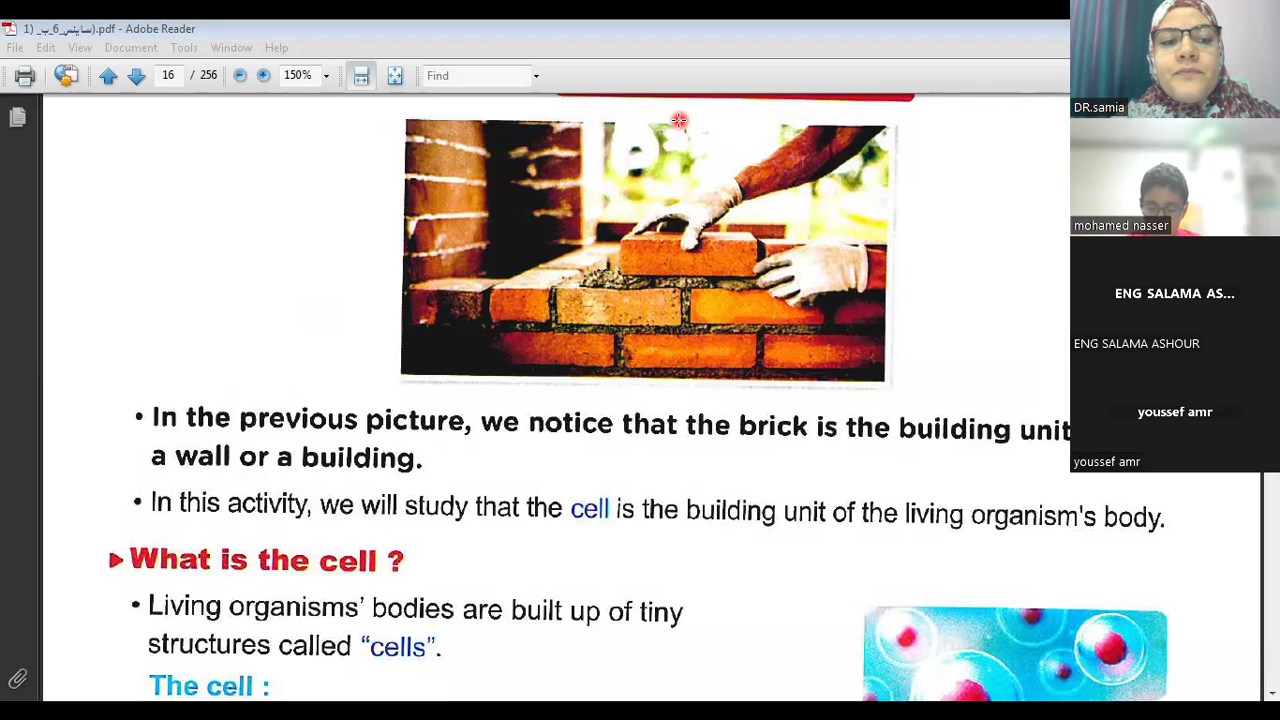 1) _ساينس_6_ب).pdf - Adobe Reader
File Edit View Document Tools Window Help
16 / 256 150% Find
DR.samia
mohamed nasser
ENG SALAMA AS...
ENG SALAMA ASHOUR
youssef amr
youssef amr
• In the previous picture, we notice that the brick is the building unit
a wall or a building.
• In this activity, we will study that the cell is the building unit of the living organism's body.
What is the cell ?
• Living organisms' bodies are built up of tiny
structures called “cells”.
The cell :